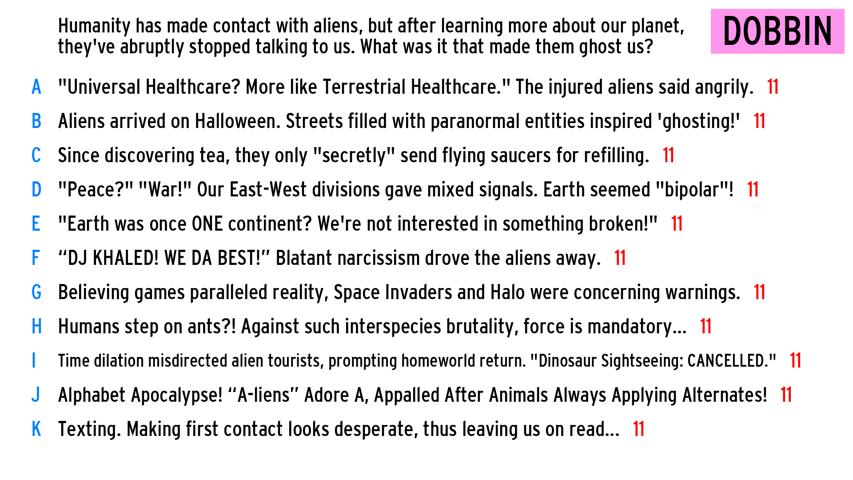 Humanity has made contact with aliens, but after learning more about our planet,
they've abruptly stopped talking to us. What was it that made them ghost us?
DOBBIN
A "Universal Healthcare? More like Terrestrial Healthcare." The injured aliens said angrily. 11
B Aliens arrived on Halloween. Streets filled with paranormal entities inspired 'ghosting!' 11
C Since discovering tea, they only "secretly" send flying saucers for refilling. 11
D "Peace?" "War!" Our East-West divisions gave mixed signals. Earth seemed "bipolar"! 11
E "Earth was once ONE continent? We're not interested in something broken!" 11
F “DJ KHALED! WE DA BEST!” Blatant narcissism drove the aliens away. 11
G Believing games paralleled reality, Space Invaders and Halo were concerning warnings. 11
H Humans step on ants?! Against such interspecies brutality, force is mandatory... 11
I Time dilation misdirected alien tourists, prompting homeworld return. "Dinosaur Sightseeing: CANCELLED." 11
J Alphabet Apocalypse! “A-liens” Adore A, Appalled After Animals Always Applying Alternates! 11
K Texting. Making first contact looks desperate, thus leaving us on read... 11